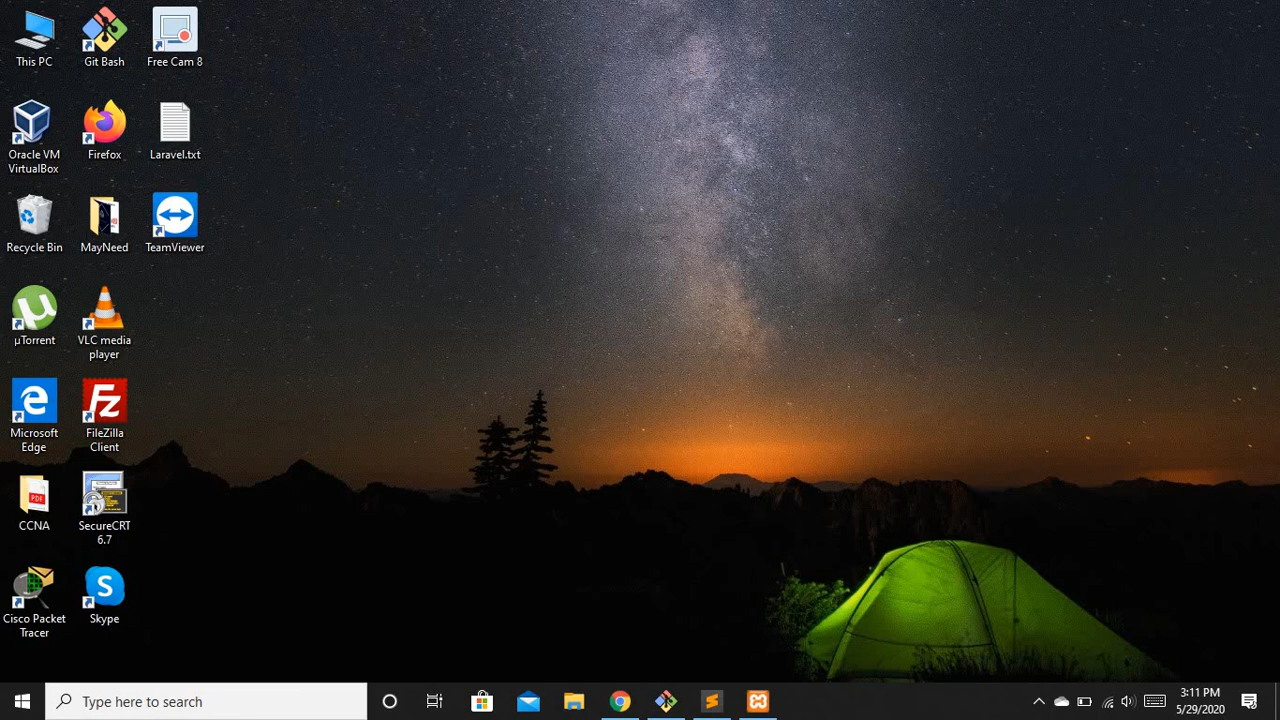 This PC
Git Bash
Free Cam 8
Oracle VM
VirtualBox
Firefox
Laravel.txt
Recycle Bin
MayNeed
TeamViewer
µTorrent
VLC media
player
Microsoft
Edge
FileZilla
Client
CCNA
SecureCRT
6.7
Cisco Packet
Tracer
Skype
Type here to search
3:11 PM
5/29/2020